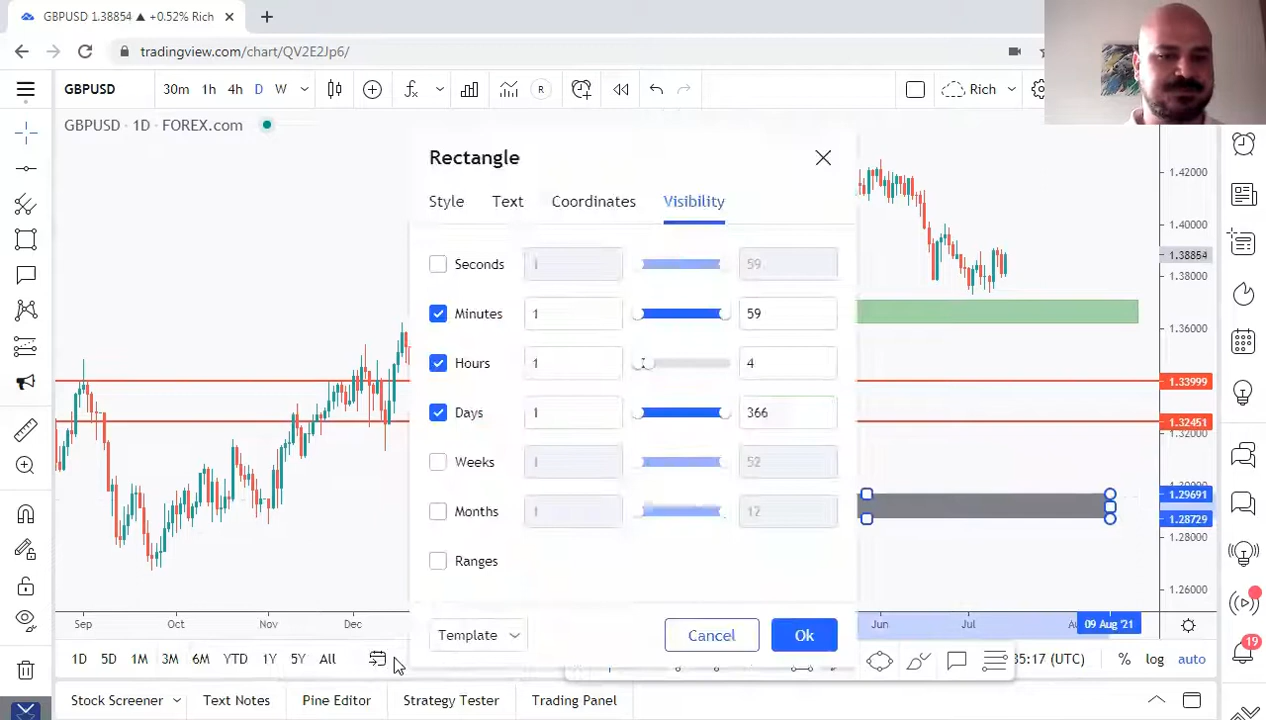 GBPUSD 1.38854 ▲ +0.52% Rich
tradingview.com/chart/QV2E2Jp6/
GBPUSD 30m 1h 4h D W R Rich
GBPUSD · 1D · FOREX.com
Rectangle
Style Text Coordinates Visibility
Seconds 1 59
Minutes 1 59
Hours 1 4
Days 1 366
Weeks 1 52
Months 1 12
Ranges
Template Cancel Ok
1.42000
1.40000
1.38854
1.38000
1.36000
1.33999
1.32451
1.32000
1.29691
1.28729
1.28000
1.26000
Sep Oct Nov Dec Jun Jul 09 Aug '21
1D 5D 1M 3M 6M YTD 1Y 5Y All 35:17 (UTC) % log auto
19
Stock Screener Text Notes Pine Editor Strategy Tester Trading Panel